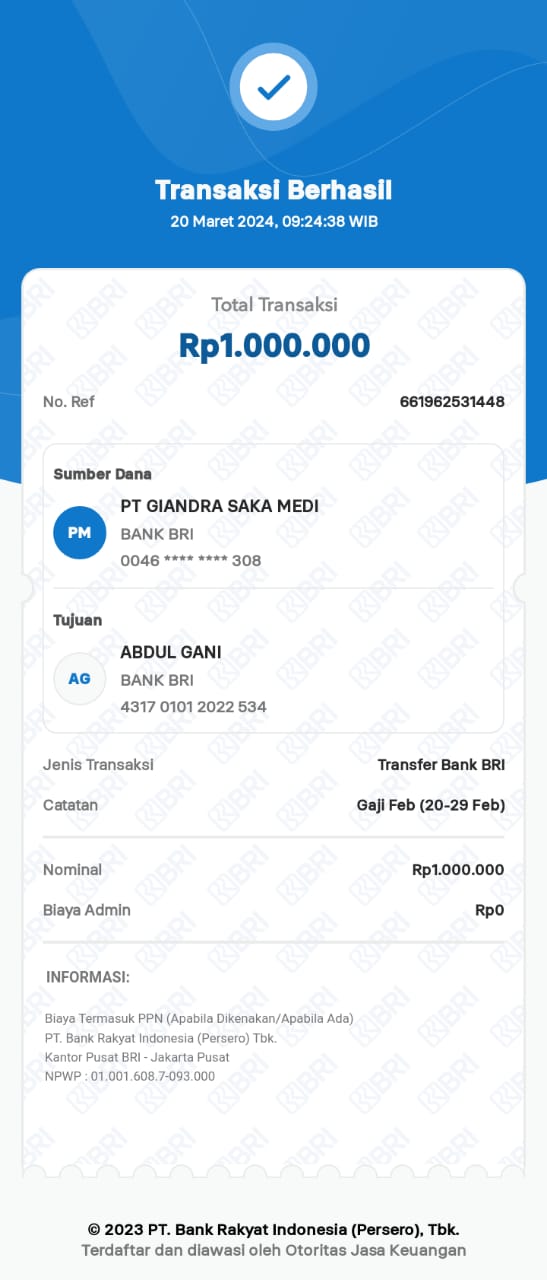 Transaksi Berhasil
20 Maret 2024, 09:24:38 WIB
Total Transaksi
Rp1.000.000
No. Ref 661962531448
Sumber Dana
PM
PT GIANDRA SAKA MEDI
BANK BRI
0046 **** **** 308
Tujuan
AG
ABDUL GANI
BANK BRI
4317 0101 2022 534
Jenis Transaksi Transfer Bank BRI
Catatan Gaji Feb (20-29 Feb)
Nominal Rp1.000.000
Biaya Admin Rp0
INFORMASI:
Biaya Termasuk PPN (Apabila Dikenakan/Apabila Ada)
PT. Bank Rakyat Indonesia (Persero) Tbk.
Kantor Pusat BRI - Jakarta Pusat
NPWP : 01.001.608.7-093.000
© 2023 PT. Bank Rakyat Indonesia (Persero), Tbk.
Terdaftar dan diawasi oleh Otoritas Jasa Keuangan